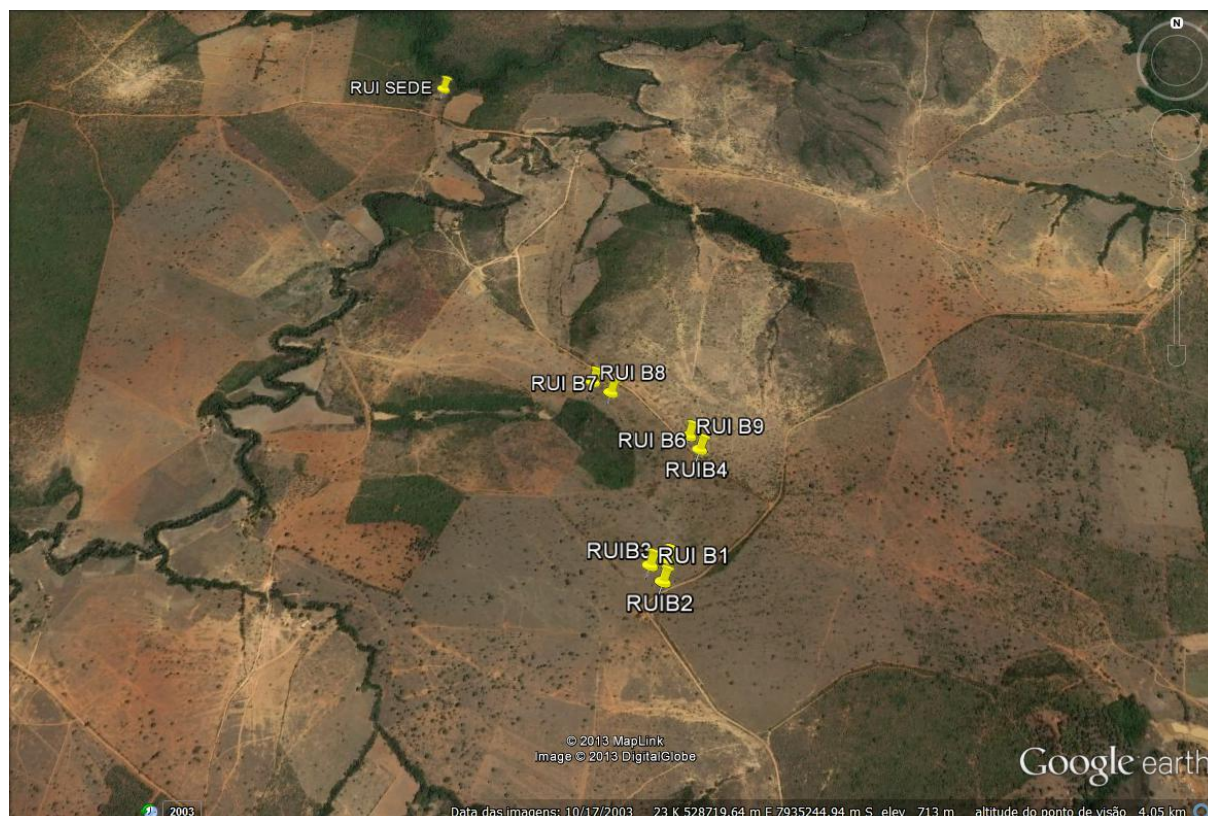 N
RUI SEDE
RUI B7
RUI B8
RUI B6
RUI B9
RUIB4
RUIB3
RUI B1
RUIB2
© 2013 MapLink
Image © 2013 DigitalGlobe
Google earth
2003
Data das imagens: 10/17/2003 23 K 528719.64 m E 7935244.94 m S elev 713 m altitude do ponto de visão 4.05 km